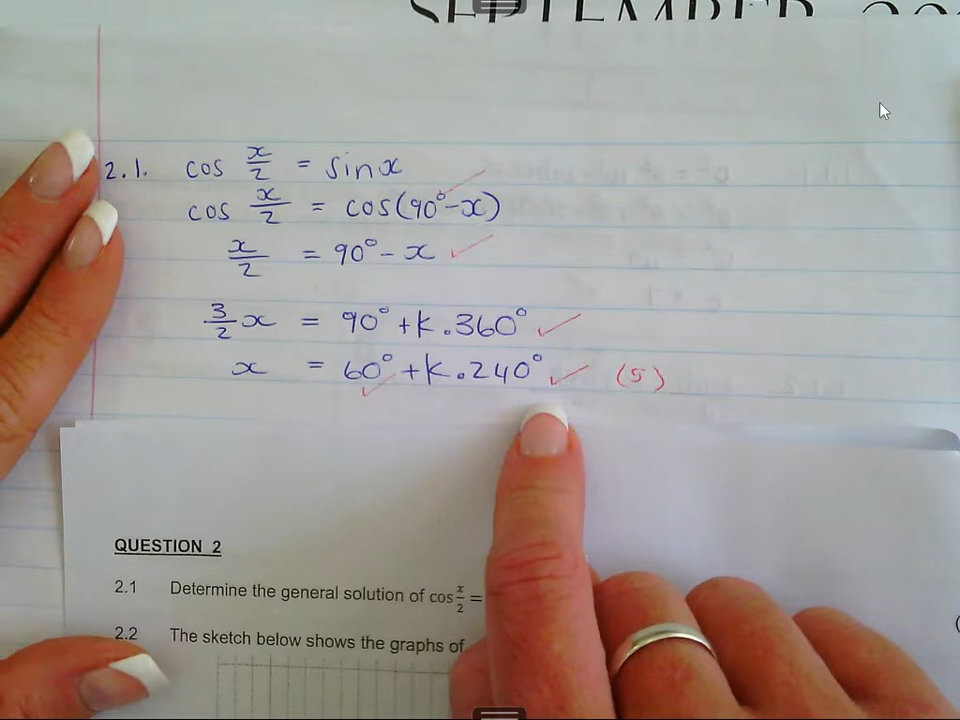 SEPTEMBER
2.1. cos x/2 = sin x
cos x/2 = cos(90° - x)
x/2 = 90° - x
3/2 x = 90° + k.360°
x = 60° + k.240° (5)
QUESTION 2
2.1 Determine the general solution of cos x/2 =
2.2 The sketch below shows the graphs of